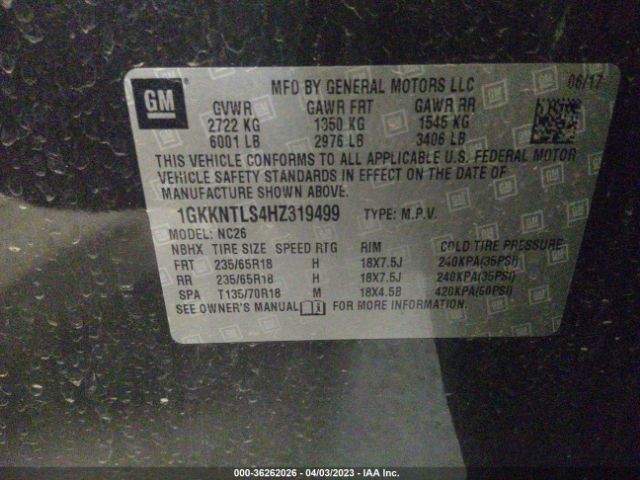 GM
MFD BY GENERAL MOTORS LLC 06/17
GVWR GAWR FRT GAWR RR
2722 KG 1350 KG 1545 KG
6001 LB 2976 LB 3406 LB
THIS VEHICLE CONFORMS TO ALL APPLICABLE U.S. FEDERAL MOTOR
VEHICLE SAFETY STANDARDS IN EFFECT ON THE DATE OF
MANUFACTURE SHOWN ABOVE.
1GKKNTLS4HZ319499 TYPE: M.P.V.
MODEL: NC26
NBHX TIRE SIZE SPEED RTG RIM COLD TIRE PRESSURE
FRT 235/65R18 H 18X7.5J 240KPA(35PSI)
RR 235/65R18 H 18X7.5J 240KPA(35PSI)
SPA T135/70R18 M 18X4.5B 420KPA(60PSI)
SEE OWNER'S MANUAL FOR MORE INFORMATION.
000-36262026 - 04/03/2023 - IAA Inc.